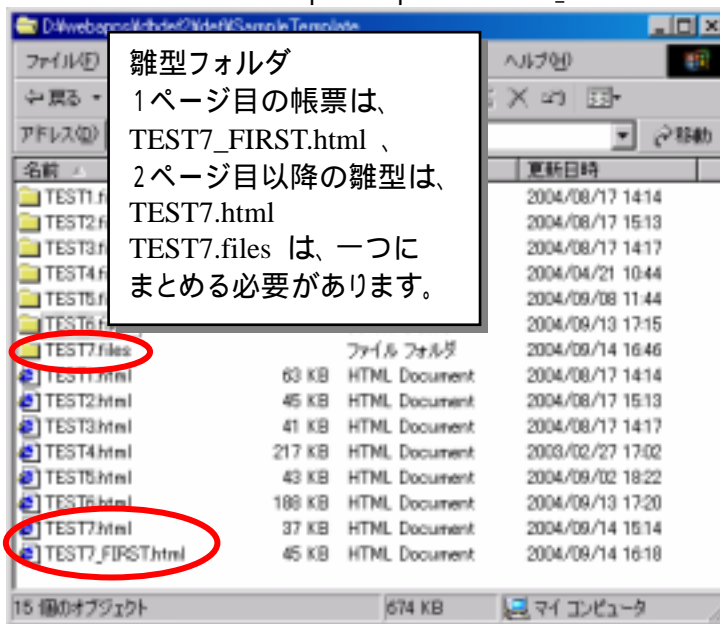 D:¥webapps¥dbdef2¥def¥SampleTemplate
ファイル(F)
ヘルプ(H)
戻る
アドレス(D)
移動
雛型フォルダ
1ページ目の帳票は、
TEST7_FIRST.html 、
2ページ目以降の雛型は、
TEST7.html
TEST7.files は、一つに
まとめる必要があります。
名前 更新日時
TEST1.f 2004/08/17 14:14
TEST2.f 2004/08/17 15:13
TEST3.f 2004/08/17 14:17
TEST4.f 2004/04/21 10:44
TEST5.f 2004/09/08 11:44
TEST6.f 2004/09/13 17:15
TEST7.files ファイル フォルダ 2004/09/14 16:46
TEST1.html 63 KB HTML Document 2004/08/17 14:14
TEST2.html 45 KB HTML Document 2004/08/17 15:13
TEST3.html 41 KB HTML Document 2004/08/17 14:17
TEST4.html 217 KB HTML Document 2003/02/27 17:02
TEST5.html 43 KB HTML Document 2004/09/02 18:22
TEST6.html 188 KB HTML Document 2004/09/13 17:20
TEST7.html 37 KB HTML Document 2004/09/14 15:14
TEST7_FIRST.html 45 KB HTML Document 2004/09/14 16:18
15 個のオブジェクト 674 KB マイ コンピュータ